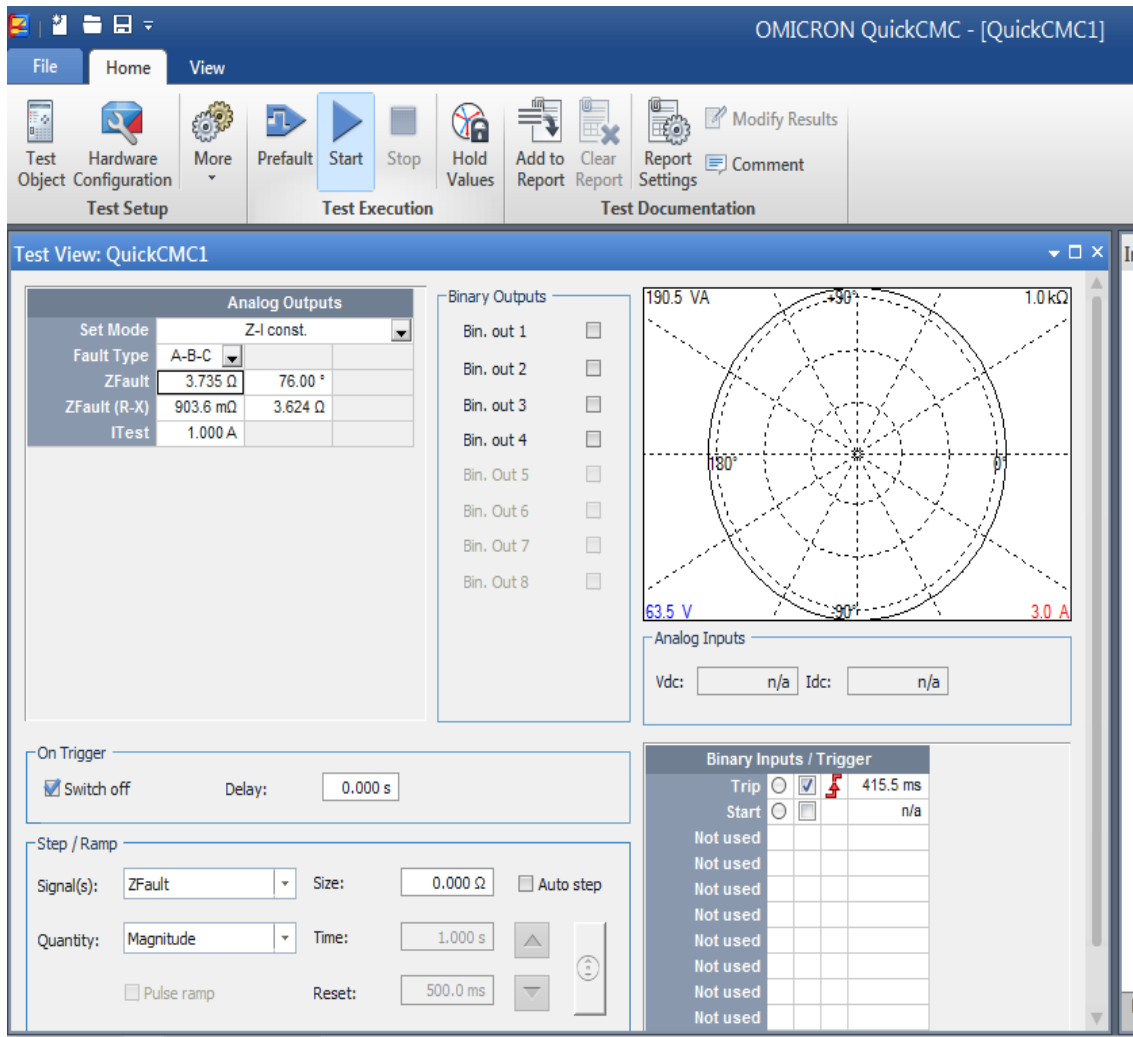 OMICRON QuickCMC - [QuickCMC1]
File Home View
Test Object
Hardware Configuration
More
Test Setup
Prefault
Start
Stop
Test Execution
Hold Values
Add to Report
Clear Report
Report Settings
Modify Results
Comment
Test Documentation
Test View: QuickCMC1
Analog Outputs
Set Mode Z-I const.
Fault Type A-B-C
ZFault 3.735 Ω 76.00 °
ZFault (R-X) 903.6 mΩ 3.624 Ω
ITest 1.000 A
Binary Outputs
Bin. out 1
Bin. out 2
Bin. out 3
Bin. out 4
Bin. Out 5
Bin. Out 6
Bin. Out 7
Bin. Out 8
190.5 VA +90° 1.0 kΩ
180° 0°
63.5 V -90° 3.0 A
Analog Inputs
Vdc: n/a Idc: n/a
On Trigger
Switch off Delay: 0.000 s
Step / Ramp
Signal(s): ZFault Size: 0.000 Ω Auto step
Quantity: Magnitude Time: 1.000 s
Pulse ramp Reset: 500.0 ms
Binary Inputs / Trigger
Trip 415.5 ms
Start n/a
Not used
Not used
Not used
Not used
Not used
Not used
Not used
Not used